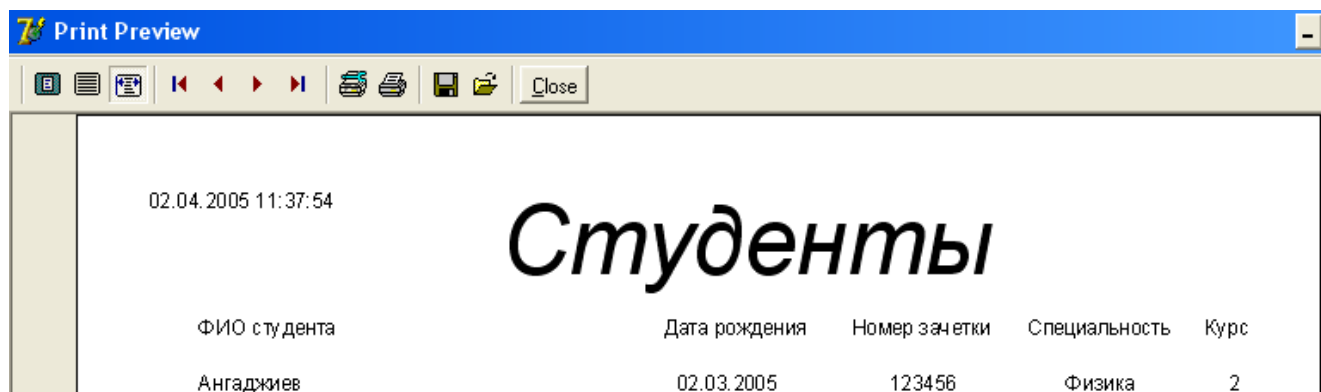 Print Preview
Close
02.04.2005 11:37:54
Студенты
ФИО студента Дата рождения Номер зачетки Специальность Курс
Ангаджиев 02.03.2005 123456 Физика 2